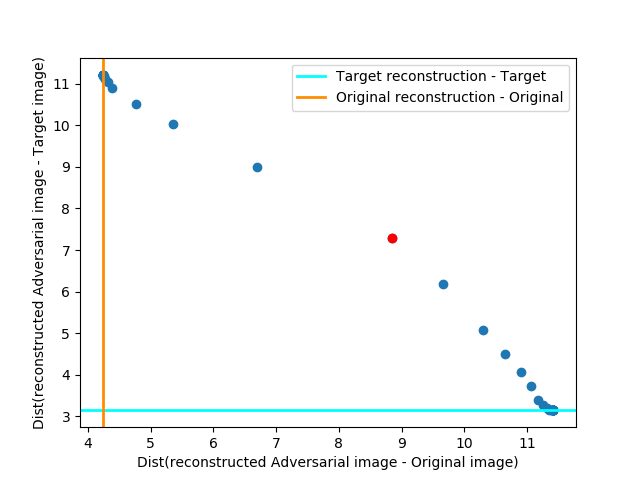 Target reconstruction - Target
Original reconstruction - Original
Dist(reconstructed Adversarial image - Target image)
11
10
9
8
7
6
5
4
3
4 5 6 7 8 9 10 11
Dist(reconstructed Adversarial image - Original image)